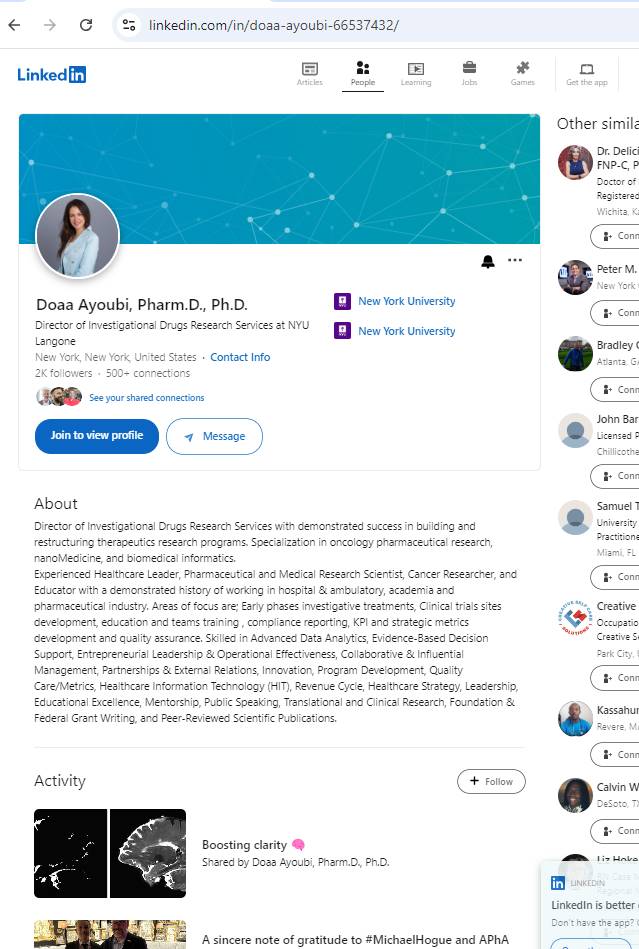 linkedin.com/in/doaa-ayoubi-66537432/
Linked in
Articles
People
Learning
Jobs
Games
Get the app
Doaa Ayoubi, Pharm.D., Ph.D.
Director of Investigational Drugs Research Services at NYU
Langone
New York, New York, United States · Contact Info
2K followers · 500+ connections
See your shared connections
New York University
New York University
Join to view profile
Message
About
Director of Investigational Drugs Research Services with demonstrated success in building and
restructuring therapeutics research programs. Specialization in oncology pharmaceutical research,
nanoMedicine, and biomedical informatics.
Experienced Healthcare Leader, Pharmaceutical and Medical Research Scientist, Cancer Researcher, and
Educator with a demonstrated history of working in hospital & ambulatory, academia and
pharmaceutical industry. Areas of focus are; Early phases investigative treatments, Clinical trials sites
development, education and teams training , compliance reporting, KPI and strategic metrics
development and quality assurance. Skilled in Advanced Data Analytics, Evidence-Based Decision
Support, Entrepreneurial Leadership & Operational Effectiveness, Collaborative & Influential
Management, Partnerships & External Relations, Innovation, Program Development, Quality
Care/Metrics, Healthcare Information Technology (HIT), Revenue Cycle, Healthcare Strategy, Leadership,
Educational Excellence, Mentorship, Public Speaking, Translational and Clinical Research, Foundation &
Federal Grant Writing, and Peer-Reviewed Scientific Publications.
Activity
+ Follow
Boosting clarity 🧠
Shared by Doaa Ayoubi, Pharm.D., Ph.D.
A sincere note of gratitude to #MichaelHogue and APhA
Other simila
Dr. Delici
FNP-C, P
Doctor of
Registered
Wichita, Ka
Conn
Peter M.
New York
Conn
Bradley
Atlanta, G
Conn
John Bar
Licensed P
Chillicothe
Conn
Samuel T
University
Practitione
Miami, FL
Conn
Creative
Occupatio
Creative Se
Park City, U
Conn
Kassahun
Revere, M
Conn
Calvin W
DeSoto, TX
Conn
Liz Hoke
in LINKEDIN
LinkedIn is better
Don't have the app?